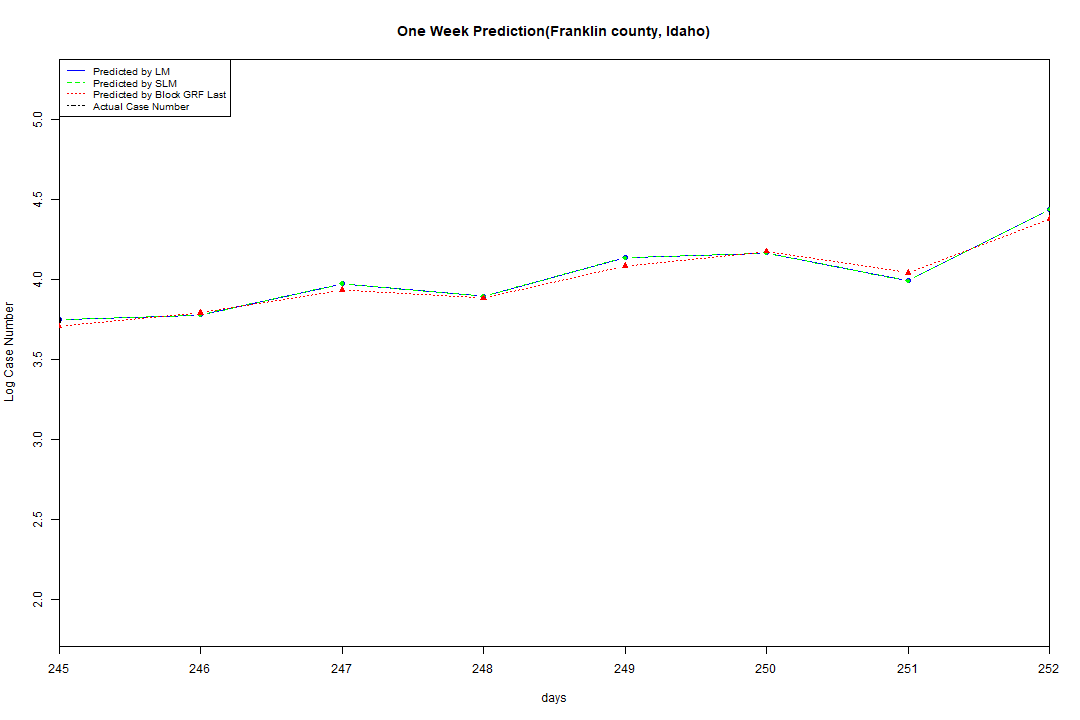 One Week Prediction(Franklin county, Idaho)
Predicted by LM
Predicted by SLM
Predicted by Block GRF Last
Actual Case Number
Log Case Number
5.0
4.5
4.0
3.5
3.0
2.5
2.0
245 246 247 248 249 250 251 252
days